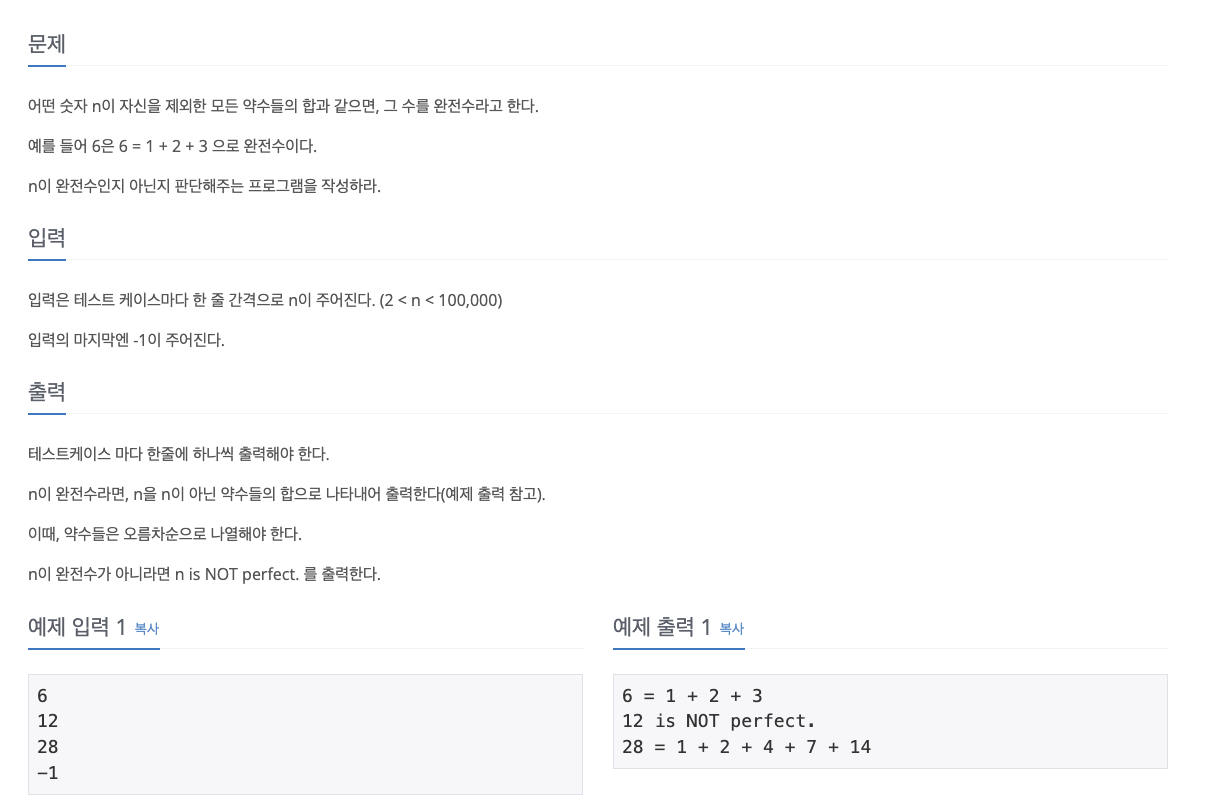 문제
어떤 숫자 n이 자신을 제외한 모든 약수들의 합과 같으면, 그 수를 완전수라고 한다.
예를 들어 6은 6 = 1 + 2 + 3 으로 완전수이다.
n이 완전수인지 아닌지 판단해주는 프로그램을 작성하라.
입력
입력은 테스트 케이스마다 한 줄 간격으로 n이 주어진다. (2 < n < 100,000)
입력의 마지막엔 -1이 주어진다.
출력
테스트케이스 마다 한줄에 하나씩 출력해야 한다.
n이 완전수라면, n을 n이 아닌 약수들의 합으로 나타내어 출력한다(예제 출력 참고).
이때, 약수들은 오름차순으로 나열해야 한다.
n이 완전수가 아니라면 n is NOT perfect. 를 출력한다.
예제 입력 1 복사
6
12
28
-1
예제 출력 1 복사
6 = 1 + 2 + 3
12 is NOT perfect.
28 = 1 + 2 + 4 + 7 + 14